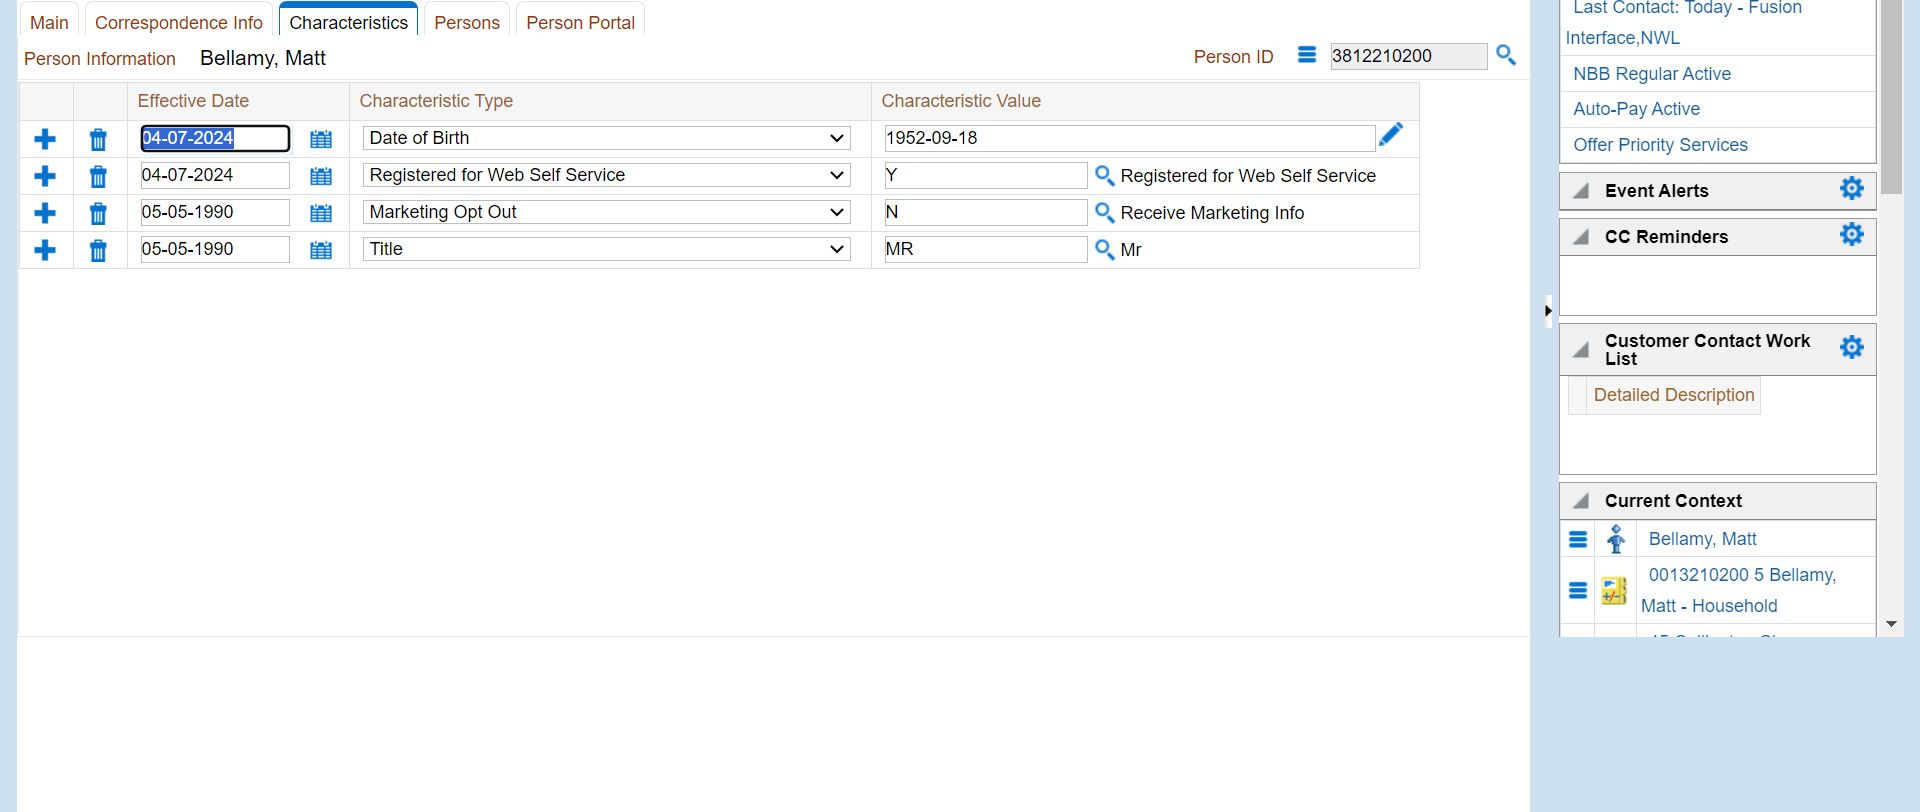 Main Correspondence Info Characteristics Persons Person Portal
Person Information Bellamy, Matt Person ID 3812210200
Effective Date Characteristic Type Characteristic Value
04-07-2024 Date of Birth 1952-09-18
04-07-2024 Registered for Web Self Service Y Registered for Web Self Service
05-05-1990 Marketing Opt Out N Receive Marketing Info
05-05-1990 Title MR Mr
Last Contact: Today - Fusion
Interface,NWL
NBB Regular Active
Auto-Pay Active
Offer Priority Services
Event Alerts
CC Reminders
Customer Contact Work
List
Detailed Description
Current Context
Bellamy, Matt
0013210200 5 Bellamy,
Matt - Household